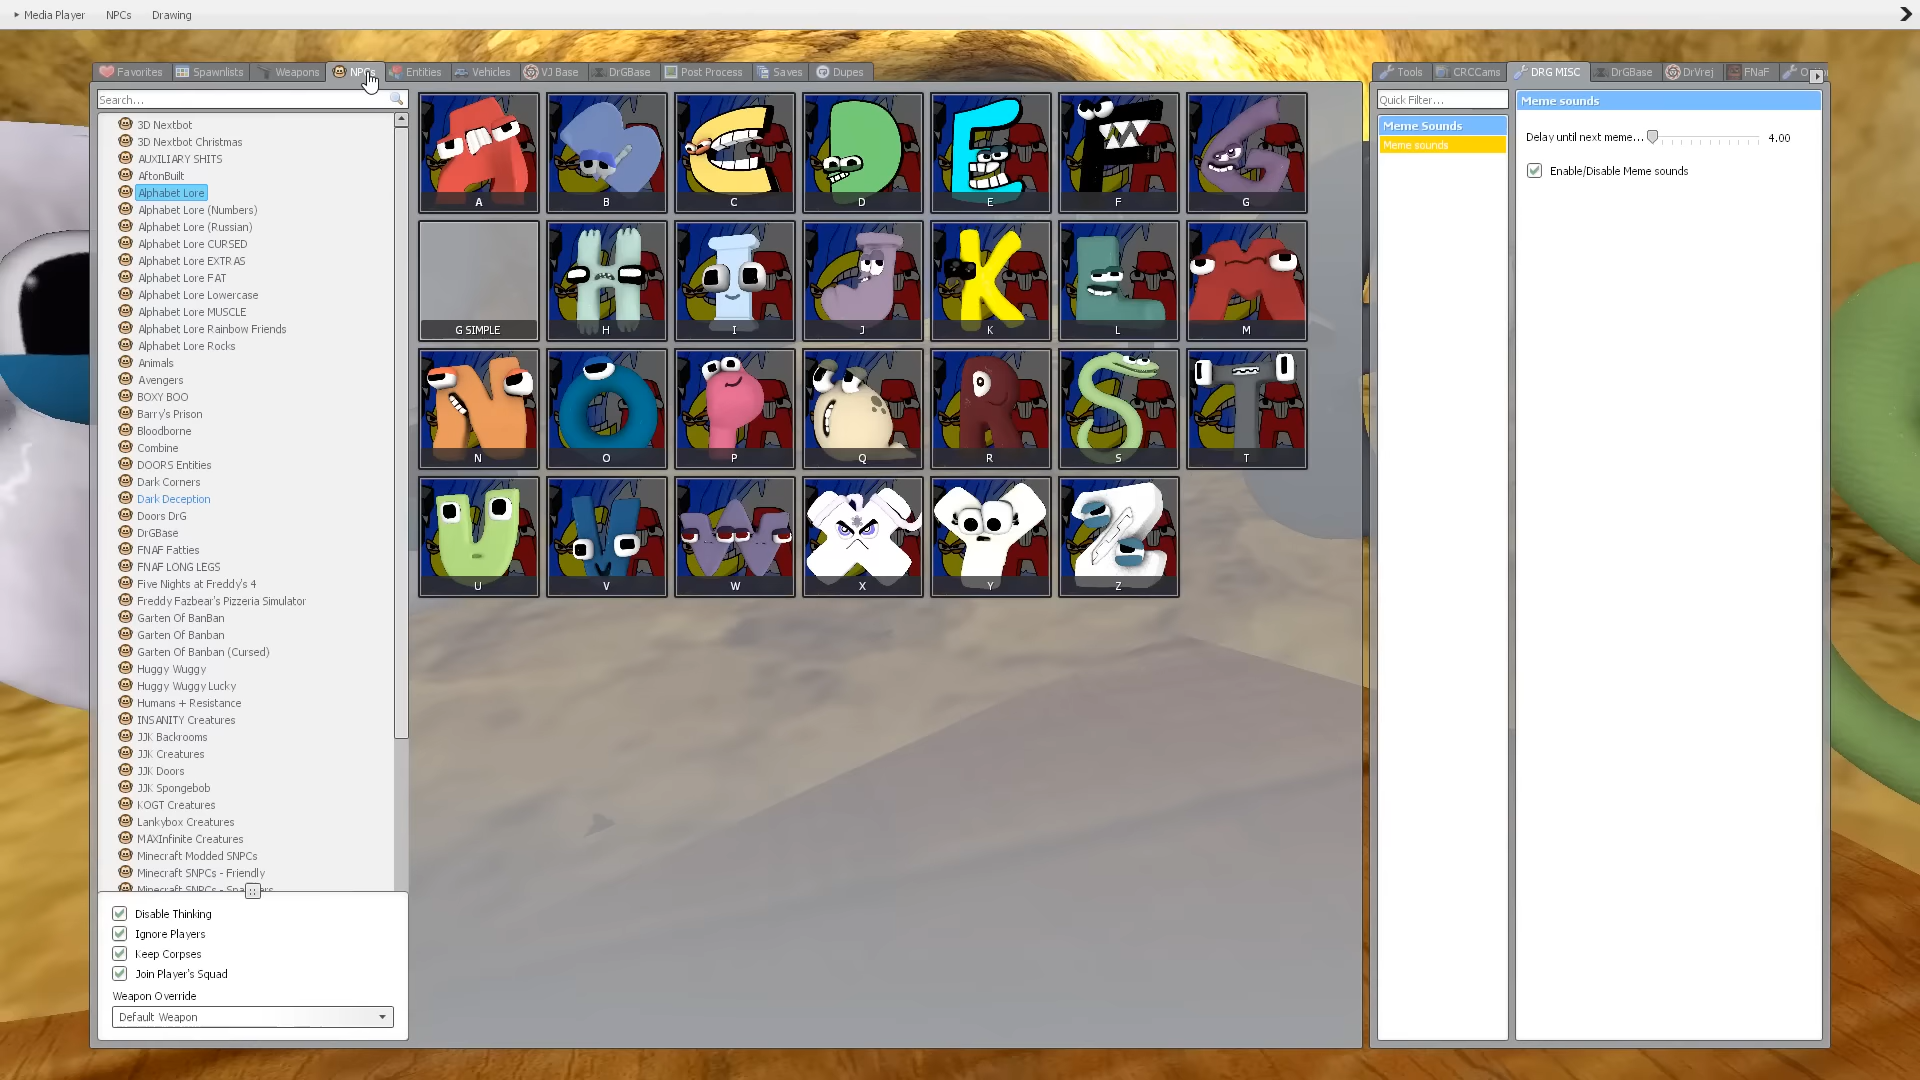 Media Player NPCs Drawing
Favorites Spawnlists Weapons NPCs Entities Vehicles VJ Base DrGBase Post Process Saves Dupes
Tools CRCCams DRG MISC DrGBase DrVrej FNaF
Search...
3D Nextbot
3D Nextbot Christmas
AUXILIARY SHITS
AftonBuilt
Alphabet Lore
Alphabet Lore (Numbers)
Alphabet Lore (Russian)
Alphabet Lore CURSED
Alphabet Lore EXTRAS
Alphabet Lore FAT
Alphabet Lore Lowercase
Alphabet Lore MUSCLE
Alphabet Lore Rainbow Friends
Alphabet Lore Rocks
Animals
Avengers
BOXY BOO
Barry's Prison
Bloodborne
Combine
DOORS Entities
Dark Corners
Dark Deception
Doors DrG
DrGBase
FNAF Fatties
FNAF LONG LEGS
Five Nights at Freddy's 4
Freddy Fazbear's Pizzeria Simulator
Garten Of BanBan
Garten Of Banban
Garten Of Banban (Cursed)
Huggy Wuggy
Huggy Wuggy Lucky
Humans + Resistance
INSANITY Creatures
JJK Backrooms
JJK Creatures
JJK Doors
JJK Spongebob
KOGT Creatures
Lankybox Creatures
MAXInfinite Creatures
Minecraft Modded SNPCs
Minecraft SNPCs - Friendly
Minecraft SNPCs -
Disable Thinking
Ignore Players
Keep Corpses
Join Player's Squad
Weapon Override
Default Weapon
A B C D E F G
G SIMPLE H I J K L M
N O P Q R S T
U V W X Y Z
Quick Filter...
Meme Sounds
Meme sounds
Meme sounds
Delay until next meme... 4.00
Enable/Disable Meme sounds